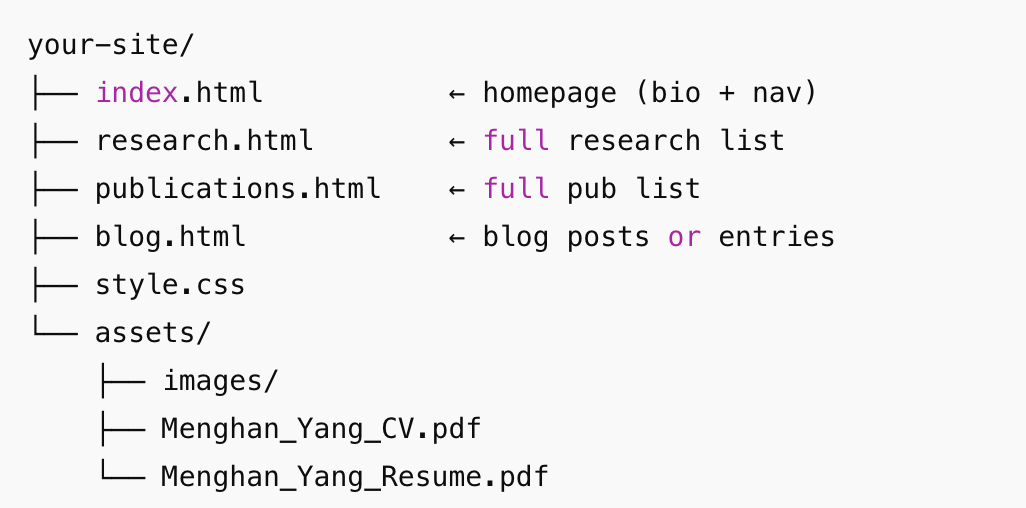 your-site/
├── index.html           ← homepage (bio + nav)
├── research.html        ← full research list
├── publications.html    ← full pub list
├── blog.html            ← blog posts or entries
├── style.css
└── assets/
    ├── images/
    ├── Menghan_Yang_CV.pdf
    └── Menghan_Yang_Resume.pdf